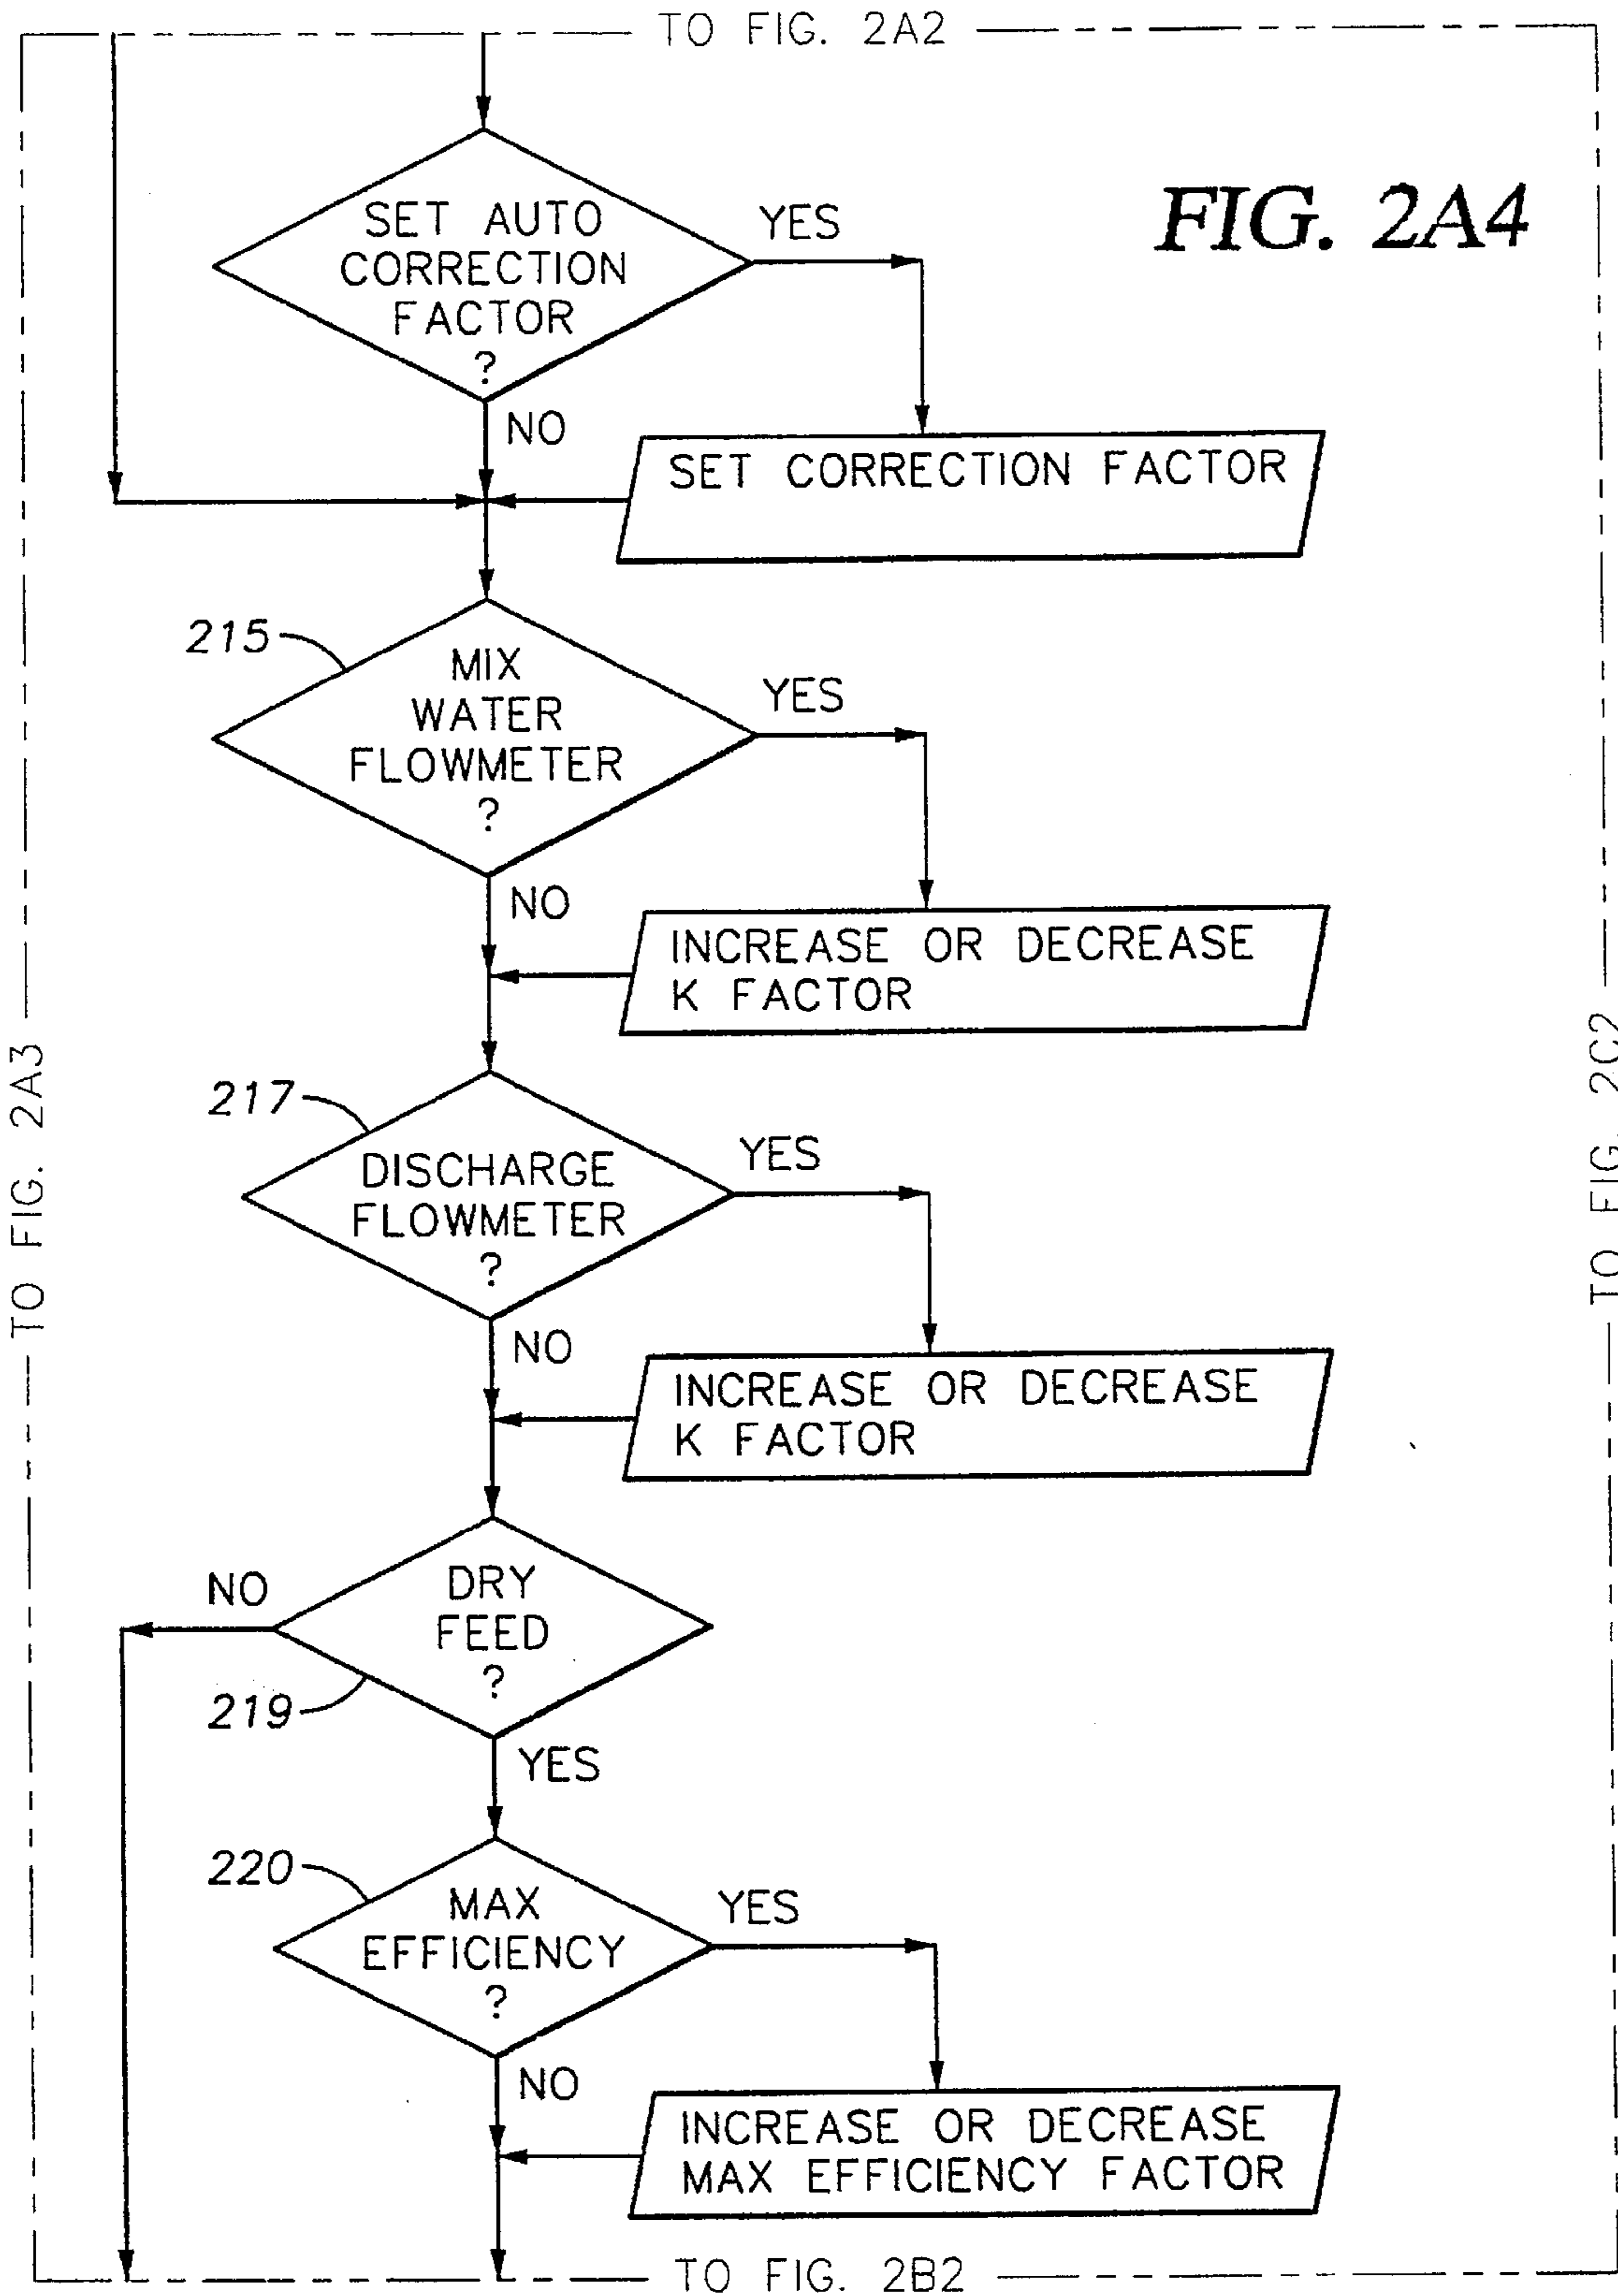 TO FIG. 2A2
FIG. 2A4
SET AUTO
CORRECTION
FACTOR
?
YES
NO
SET CORRECTION FACTOR
215
MIX
WATER
FLOWMETER
?
YES
NO
INCREASE OR DECREASE
K FACTOR
TO FIG. 2A3
TO FIG. 2C2
217
DISCHARGE
FLOWMETER
?
YES
NO
INCREASE OR DECREASE
K FACTOR
DRY
FEED
?
NO
219
YES
220
MAX
EFFICIENCY
?
YES
NO
INCREASE OR DECREASE
MAX EFFICIENCY FACTOR
TO FIG. 2B2